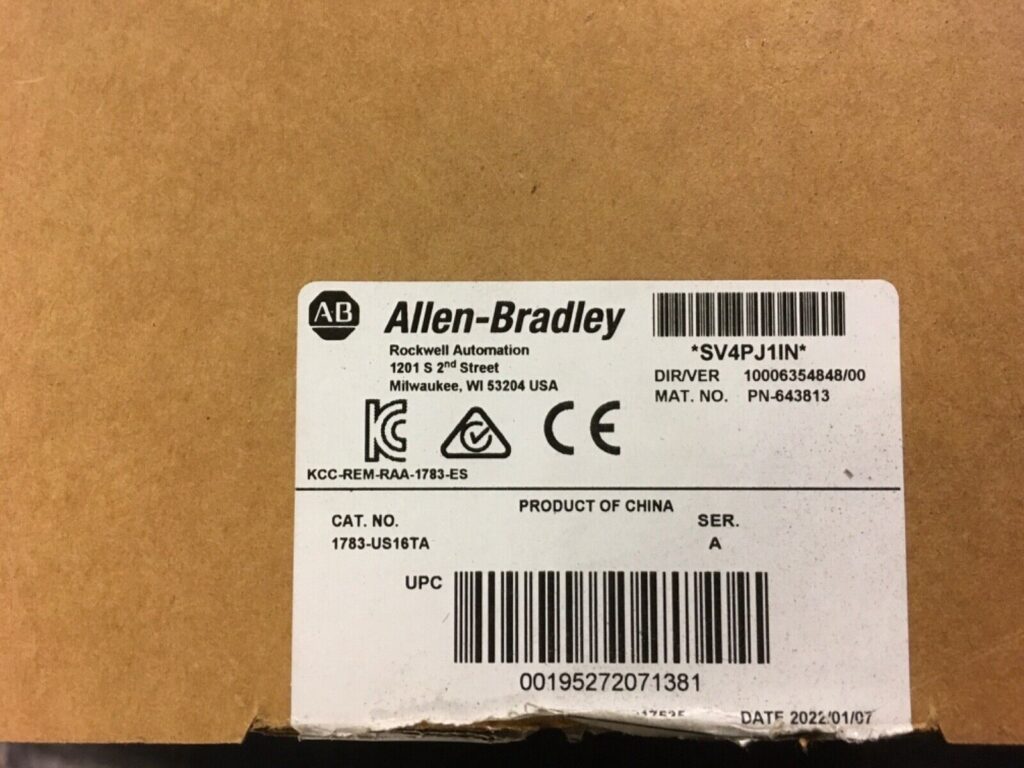 AB
Allen-Bradley
Rockwell Automation
1201 S 2nd Street
Milwaukee, WI 53204 USA
*SV4PJ1IN*
DIR/VER 10006354848/00
MAT. NO. PN-643813
KC
CE
KCC-REM-RAA-1783-ES
PRODUCT OF CHINA
CAT. NO.
1783-US16TA
SER.
A
UPC
00195272071381
DATE 2022/01/07